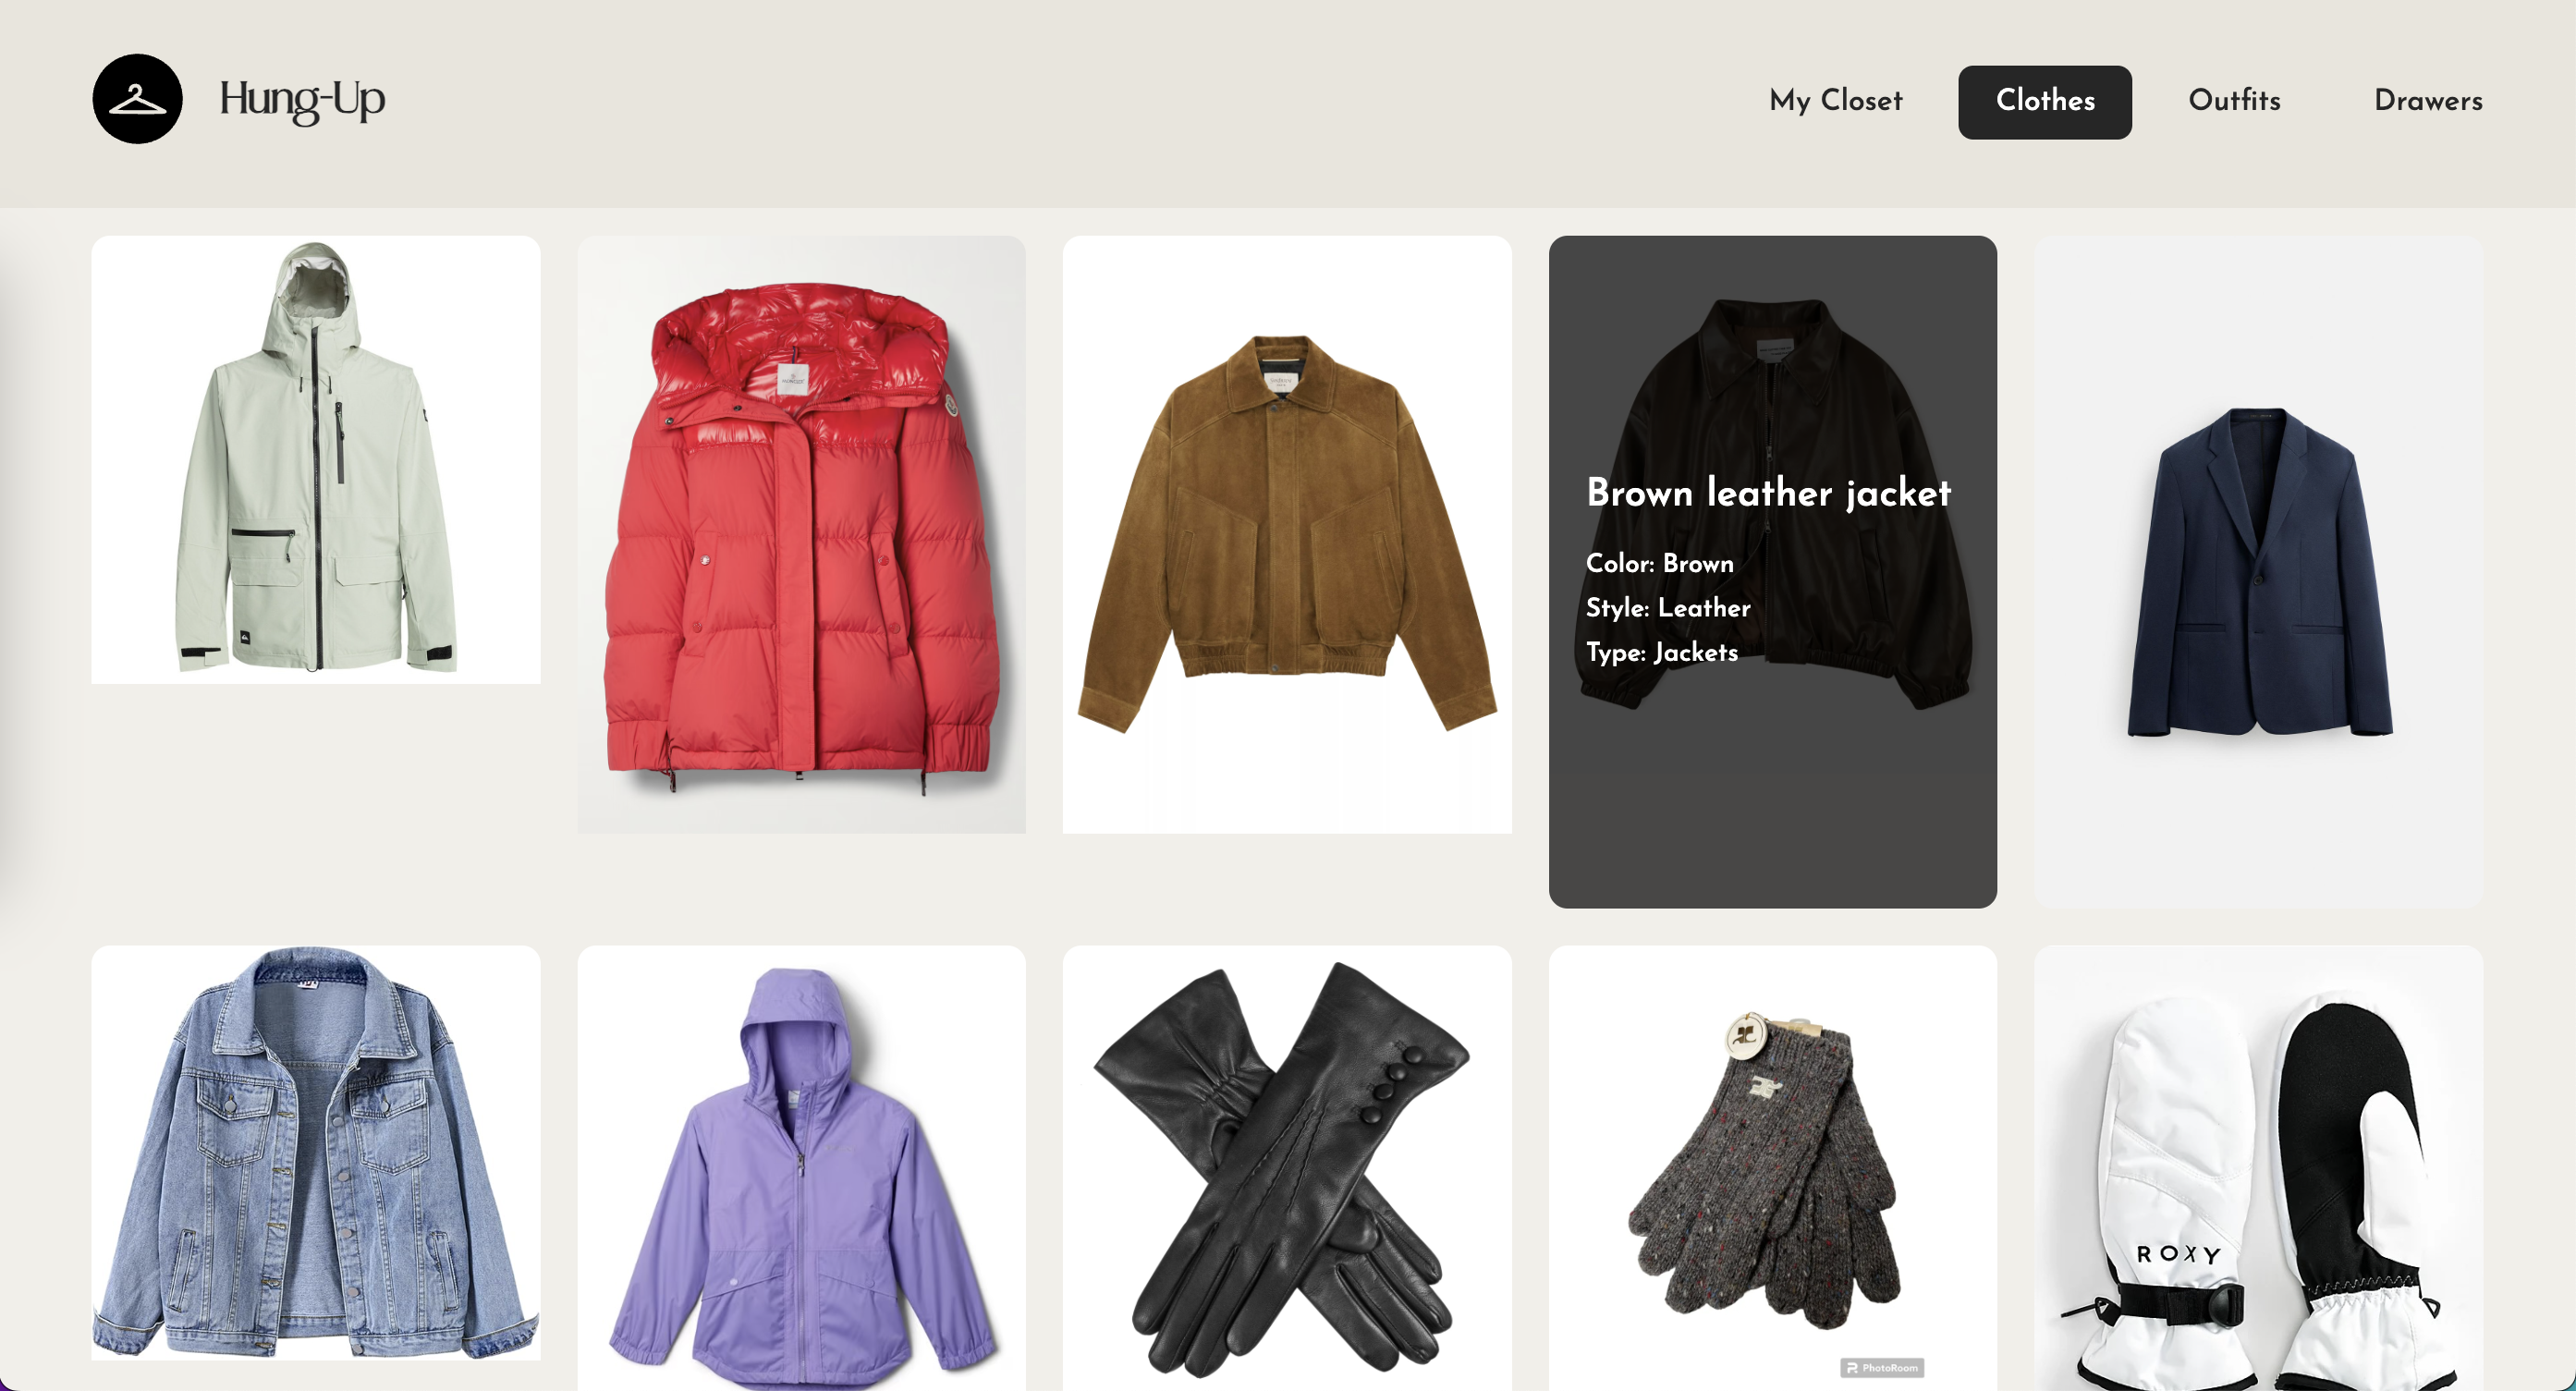 Hung-Up
My Closet
Clothes
Outfits
Drawers
Brown leather jacket
Color: Brown
Style: Leather
Type: Jackets
ROXY
PhotoRoom